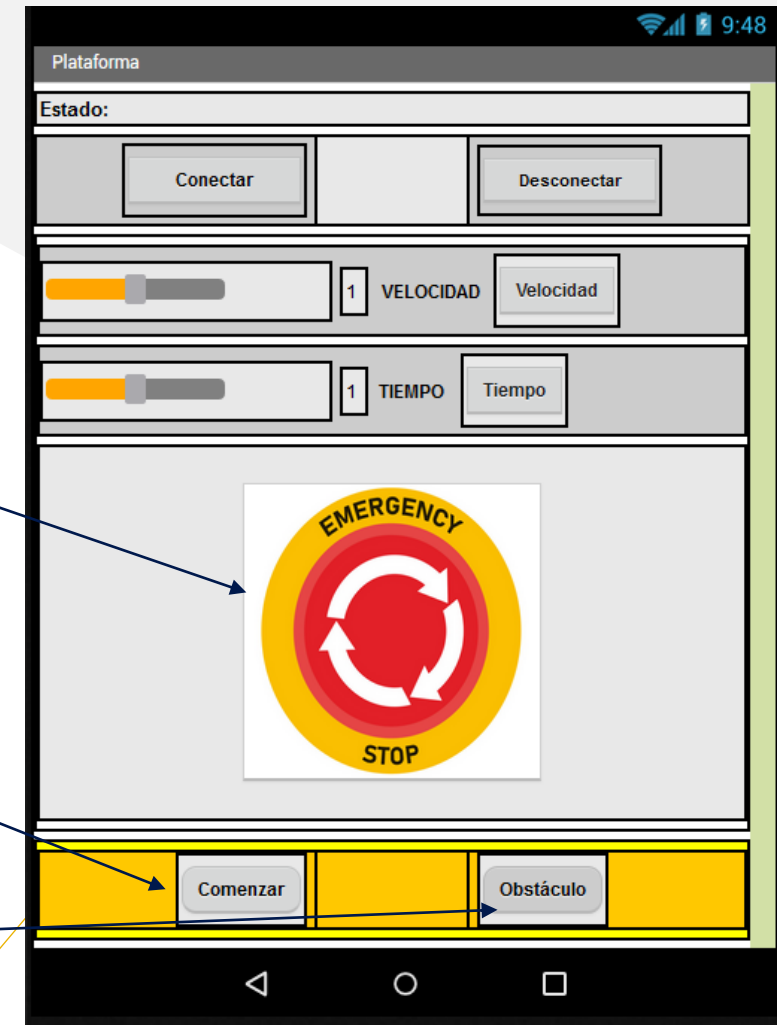 9:48
Plataforma
Estado:
Conectar Desconectar
1 VELOCIDAD Velocidad
1 TIEMPO Tiempo
EMERGENCY
STOP
Comenzar Obstáculo